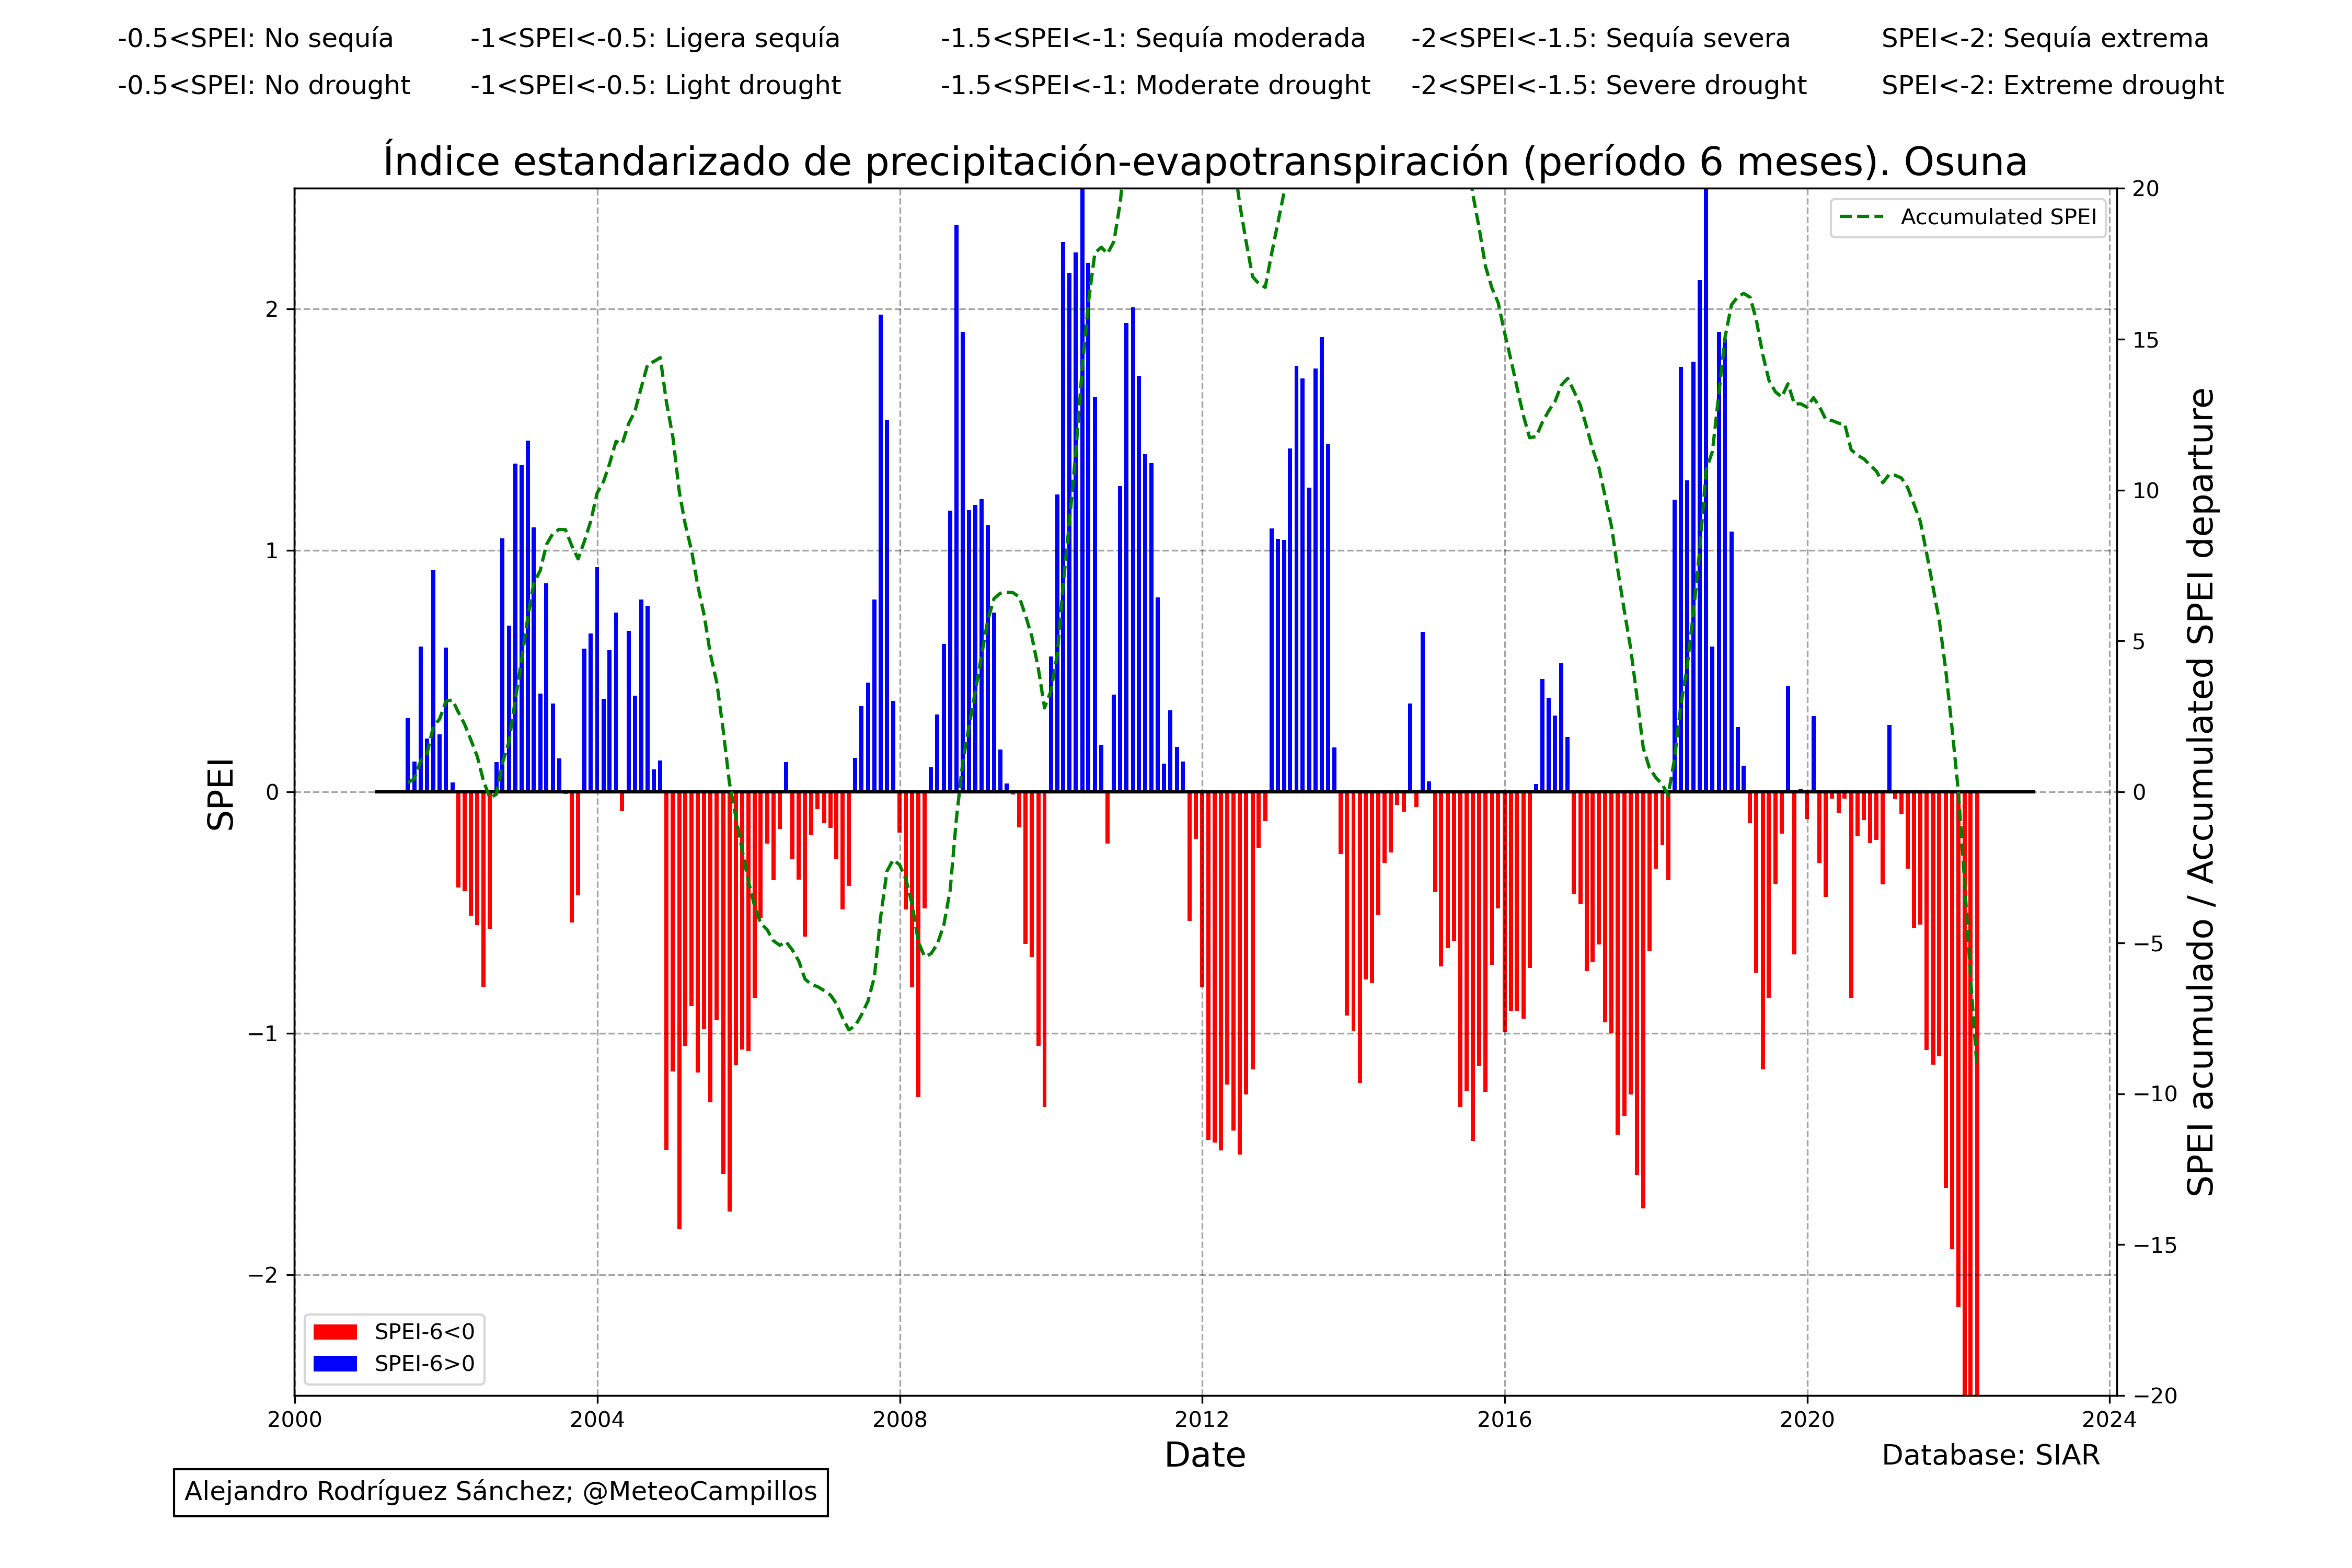 -0.5<SPEI: No sequía -1<SPEI<-0.5: Ligera sequía -1.5<SPEI<-1: Sequía moderada -2<SPEI<-1.5: Sequía severa SPEI<-2: Sequía extrema
-0.5<SPEI: No drought -1<SPEI<-0.5: Light drought -1.5<SPEI<-1: Moderate drought -2<SPEI<-1.5: Severe drought SPEI<-2: Extreme drought
Índice estandarizado de precipitación-evapotranspiración (período 6 meses). Osuna
Accumulated SPEI
2
1
0
−1
−2
SPEI
20
15
10
5
0
−5
−10
−15
−20
SPEI acumulado / Accumulated SPEI departure
SPEI-6<0
SPEI-6>0
2000 2004 2008 2012 2016 2020 2024
Date
Database: SIAR
Alejandro Rodríguez Sánchez; @MeteoCampillos